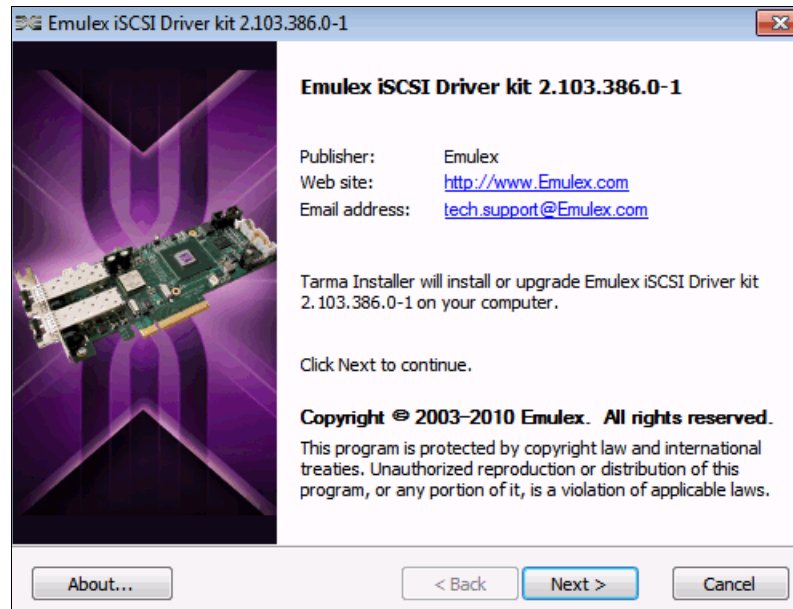 Emulex iSCSI Driver kit 2.103.386.0-1
Emulex iSCSI Driver kit 2.103.386.0-1
Publisher: Emulex
Web site: http://www.Emulex.com
Email address: tech.support@Emulex.com
Tarma Installer will install or upgrade Emulex iSCSI Driver kit
2.103.386.0-1 on your computer.
Click Next to continue.
Copyright © 2003-2010 Emulex. All rights reserved.
This program is protected by copyright law and international
treaties. Unauthorized reproduction or distribution of this
program, or any portion of it, is a violation of applicable laws.
About... < Back Next > Cancel